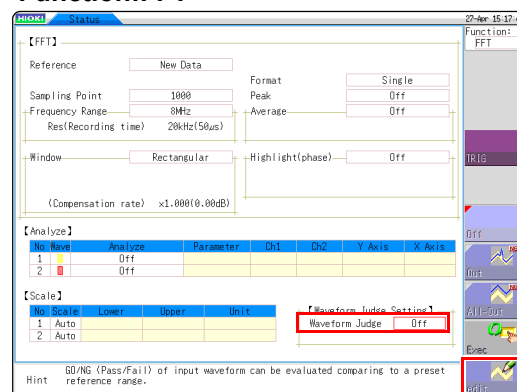 HIOKI Status 27-Apr 15:17
Function:
FFT
【FFT】
Reference New Data
Format Single
Sampling Point 1000 Peak Off
Frequency Range 8MHz Average Off
Res(Recording time) 20kHz(50μs)
Window Rectangular Highlight(phase) Off
TRIG
(Compensation rate) ×1.000(0.00dB)
【Analyze】
No Wave Analyze Parameter Ch1 Ch2 Y Axis X Axis
1 Off
2 Off
Off
Out
【Scale】
No Scale Lower Upper Unit
1 Auto
2 Auto
【Waveform Judge Setting】
Waveform Judge Off
All-Out
Exec
Hint GO/NG (Pass/Fail) of input waveform can be evaluated comparing to a preset
reference range.
edit